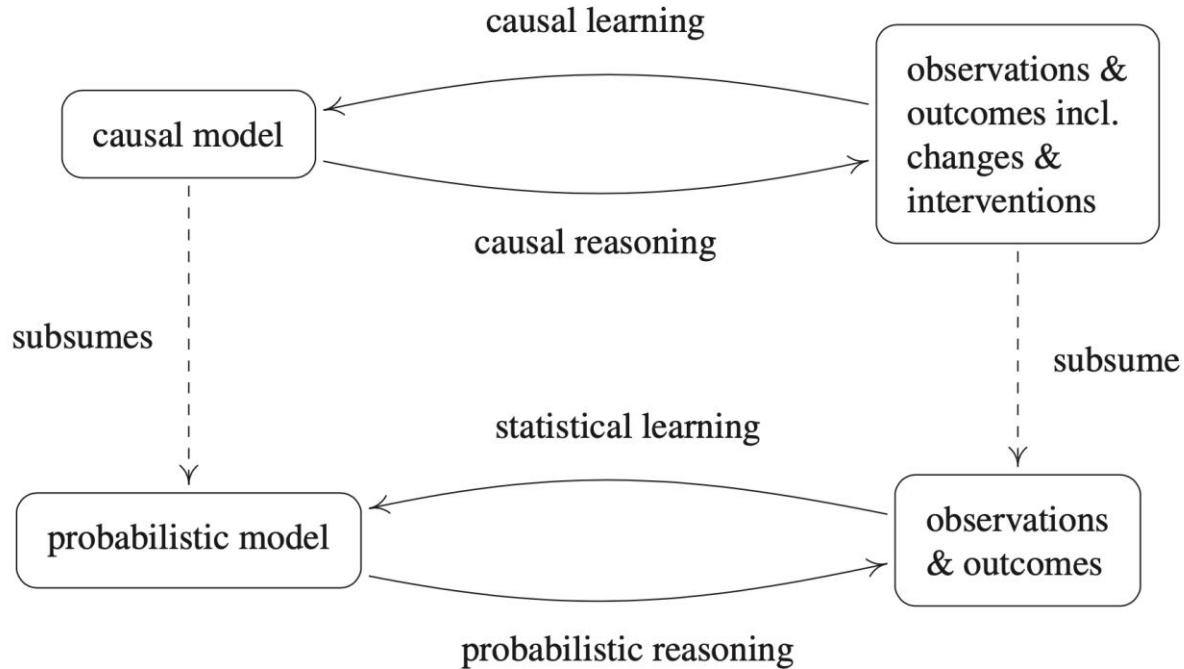 causal learning
causal model
observations &
outcomes incl.
changes &
interventions
causal reasoning
subsumes
subsume
statistical learning
probabilistic model
observations
& outcomes
probabilistic reasoning